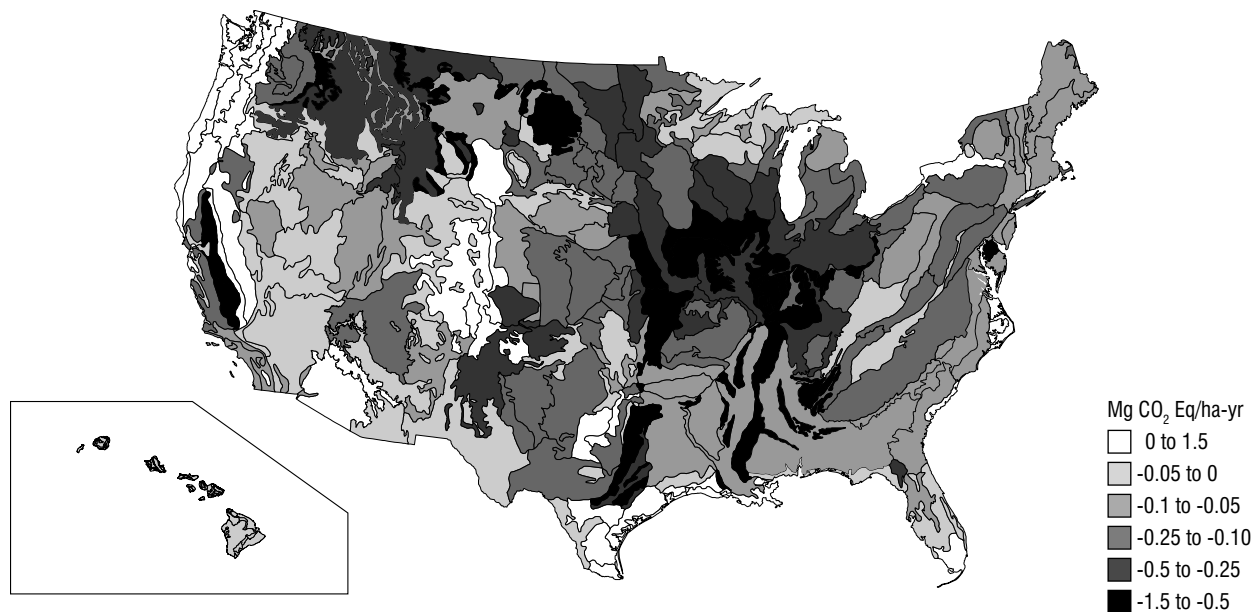 Mg CO₂ Eq/ha-yr
0 to 1.5
-0.05 to 0
-0.1 to -0.05
-0.25 to -0.10
-0.5 to -0.25
-1.5 to -0.5